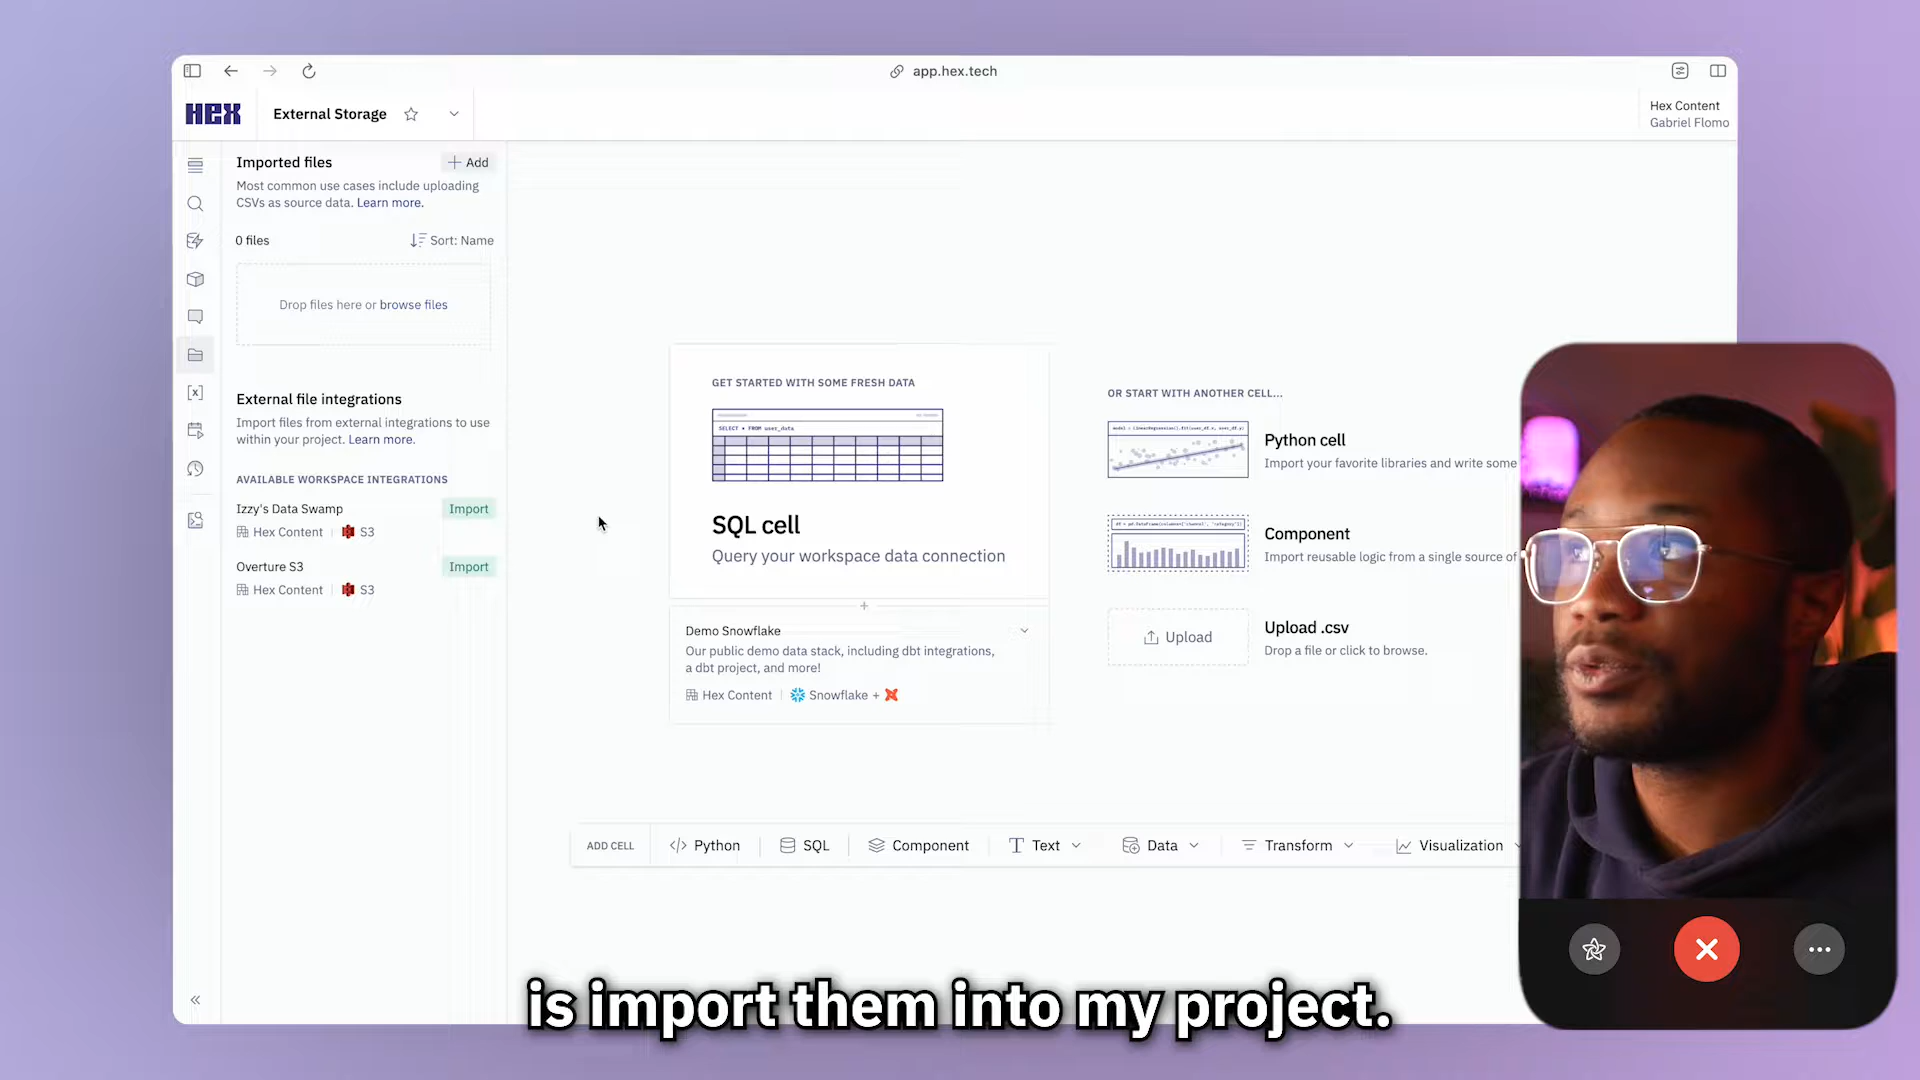 app.hex.tech
HEX
External Storage
Hex Content
Gabriel Flomo
Imported files
Add
Most common use cases include uploading
CSVs as source data. Learn more.
0 files
Sort: Name
Drop files here or browse files
External file integrations
Import files from external integrations to use
within your project. Learn more.
AVAILABLE WORKSPACE INTEGRATIONS
Izzy's Data Swamp
Import
Hex Content
S3
Overture S3
Import
Hex Content
S3
GET STARTED WITH SOME FRESH DATA
SELECT * FROM user_data
SQL cell
Query your workspace data connection
Demo Snowflake
Our public demo data stack, including dbt integrations,
a dbt project, and more!
Hex Content
Snowflake +
OR START WITH ANOTHER CELL...
Python cell
Import your favorite libraries and write some
Component
Import reusable logic from a single source of
Upload
Upload .csv
Drop a file or click to browse.
ADD CELL
Python
SQL
Component
Text
Data
Transform
Visualization
is import them into my project.